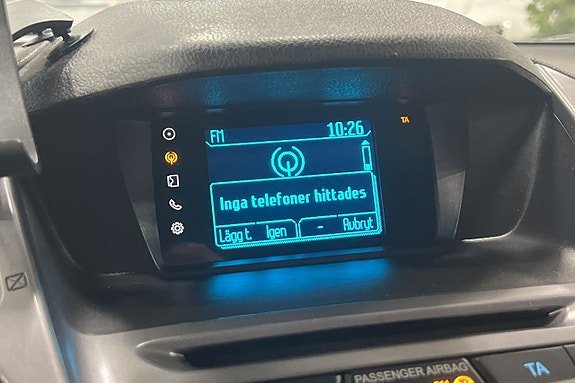 FM 10:26 TA
Inga telefoner hittades
Lägg t. Igen - Avbryt
PASSENGER AIRBAG
TA